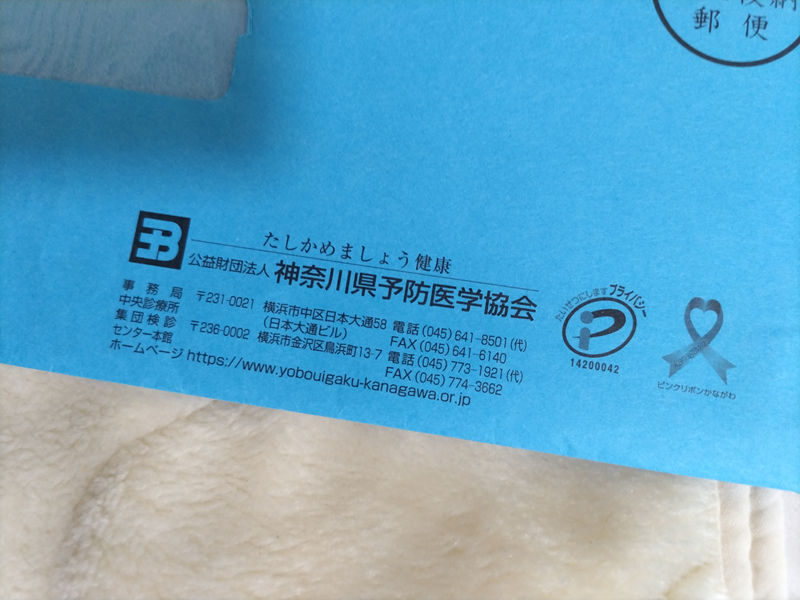 郵便
たしかめましょう健康
公益財団法人 神奈川県予防医学協会
事務局
中央診療所 〒231-0021 横浜市中区日本大通58 電話(045)641-8501(代)
(日本大通ビル) FAX(045)641-6140
集団検診
センター本館 〒236-0002 横浜市金沢区鳥浜町13-7 電話(045)773-1921(代)
FAX(045)774-3662
ホームページ https://www.yobouigaku-kanagawa.or.jp
たいせつにします プライバシー
14200042
ピンクリボンかながわ